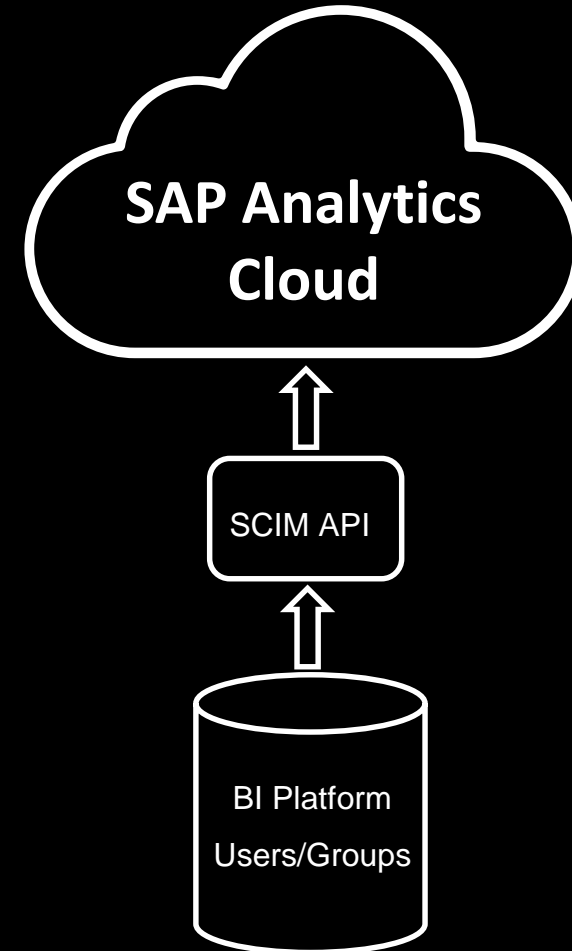 SAP Analytics
Cloud
SCIM API
BI Platform
Users/Groups